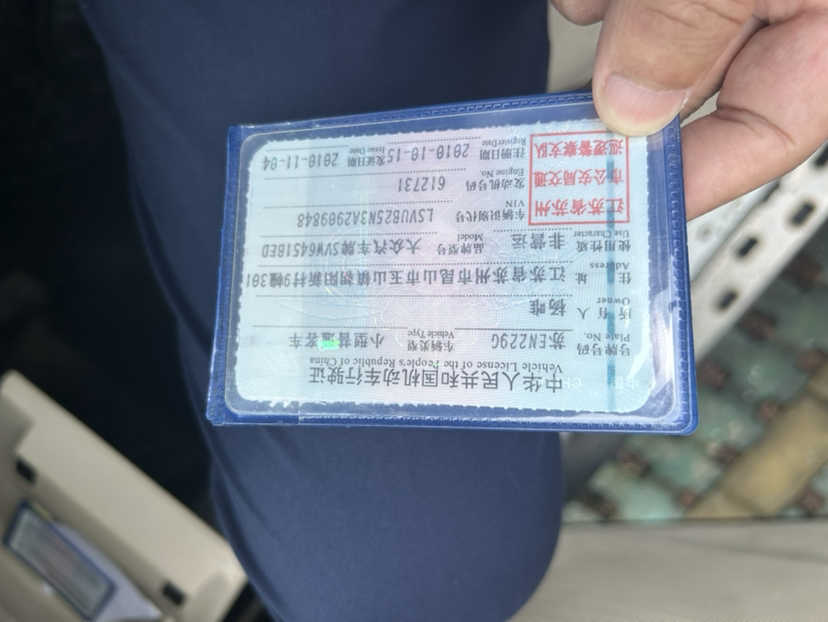 中华人民共和国机动车行驶证
Vehicle License of the People's Republic of China
号牌号码 Plate No. 苏EN229G 车辆类型 Vehicle Type 小型普通客车
所有人 Owner 杨唯
住址 Address 江苏省苏州市昆山市玉山镇朝阳新村9幢301
使用性质 Use Character 非营运 品牌型号 Model 大众汽车牌SVW6451BED
车辆识别代号 VIN LSVUB25N3A2909848
发动机号码 Engine No. 612731
注册日期 Register Date 2010-10-15 发证日期 Issue Date 2010-11-04
江苏省苏州
市公安局交通
巡逻警察支队